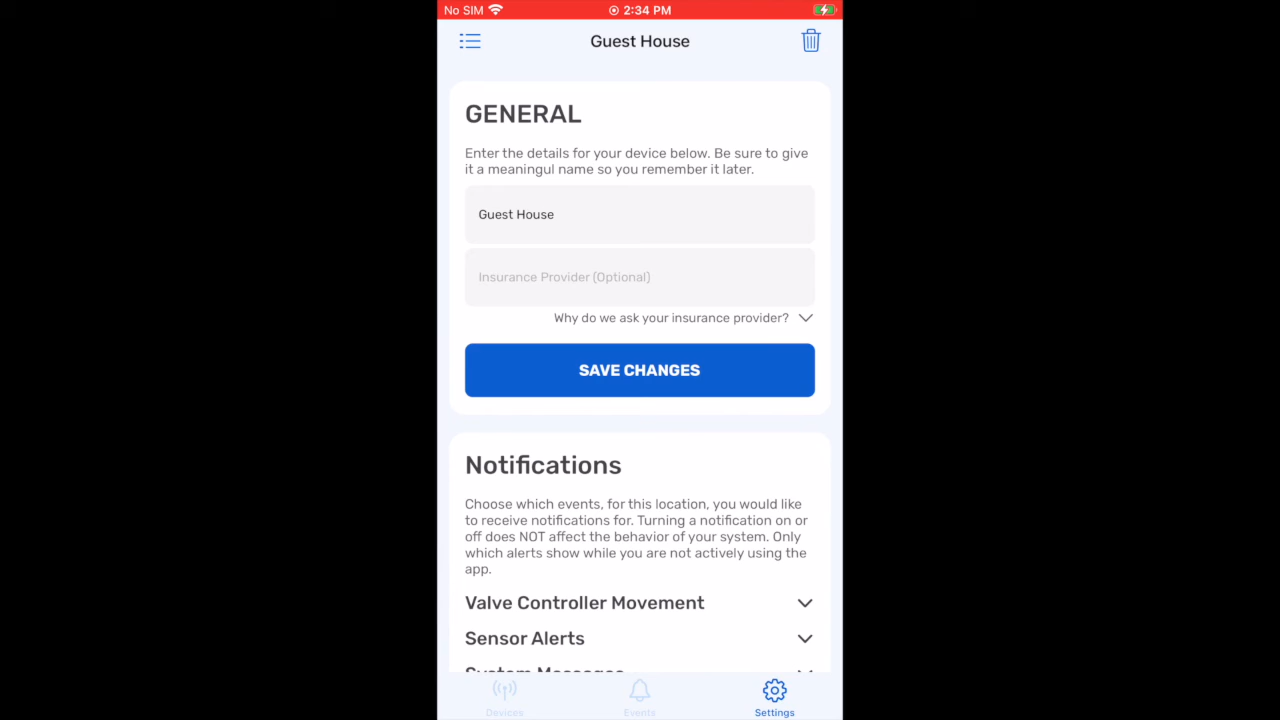 No SIM 2:34 PM
Guest House
GENERAL
Enter the details for your device below. Be sure to give
it a meaningul name so you remember it later.
Guest House
Insurance Provider (Optional)
Why do we ask your insurance provider?
SAVE CHANGES
Notifications
Choose which events, for this location, you would like
to receive notifications for. Turning a notification on or
off does NOT affect the behavior of your system. Only
which alerts show while you are not actively using the
app.
Valve Controller Movement
Sensor Alerts
System Messages
Devices Events Settings